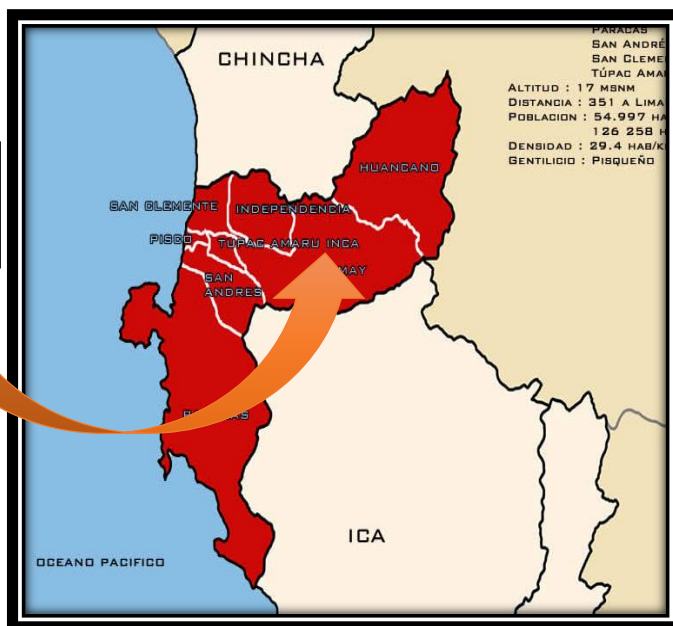 CHINCHA
PARACAS
SAN ANDRÉ
SAN CLEME
TÚPAC AMA
ALTITUD : 17 MSNM
DISTANCIA : 351 A LIMA
POBLACION : 54.997 HA
126 258 H
DENSIDAD : 29.4 HAB/K
GENTILICIO : PISQUEÑO
HUANCANO
SAN CLEMENTE
INDEPENDENCIA
PISCO
TUPAC AMARU INCA
MAY
SAN
ANDRES
ICA
OCEANO PACIFICO